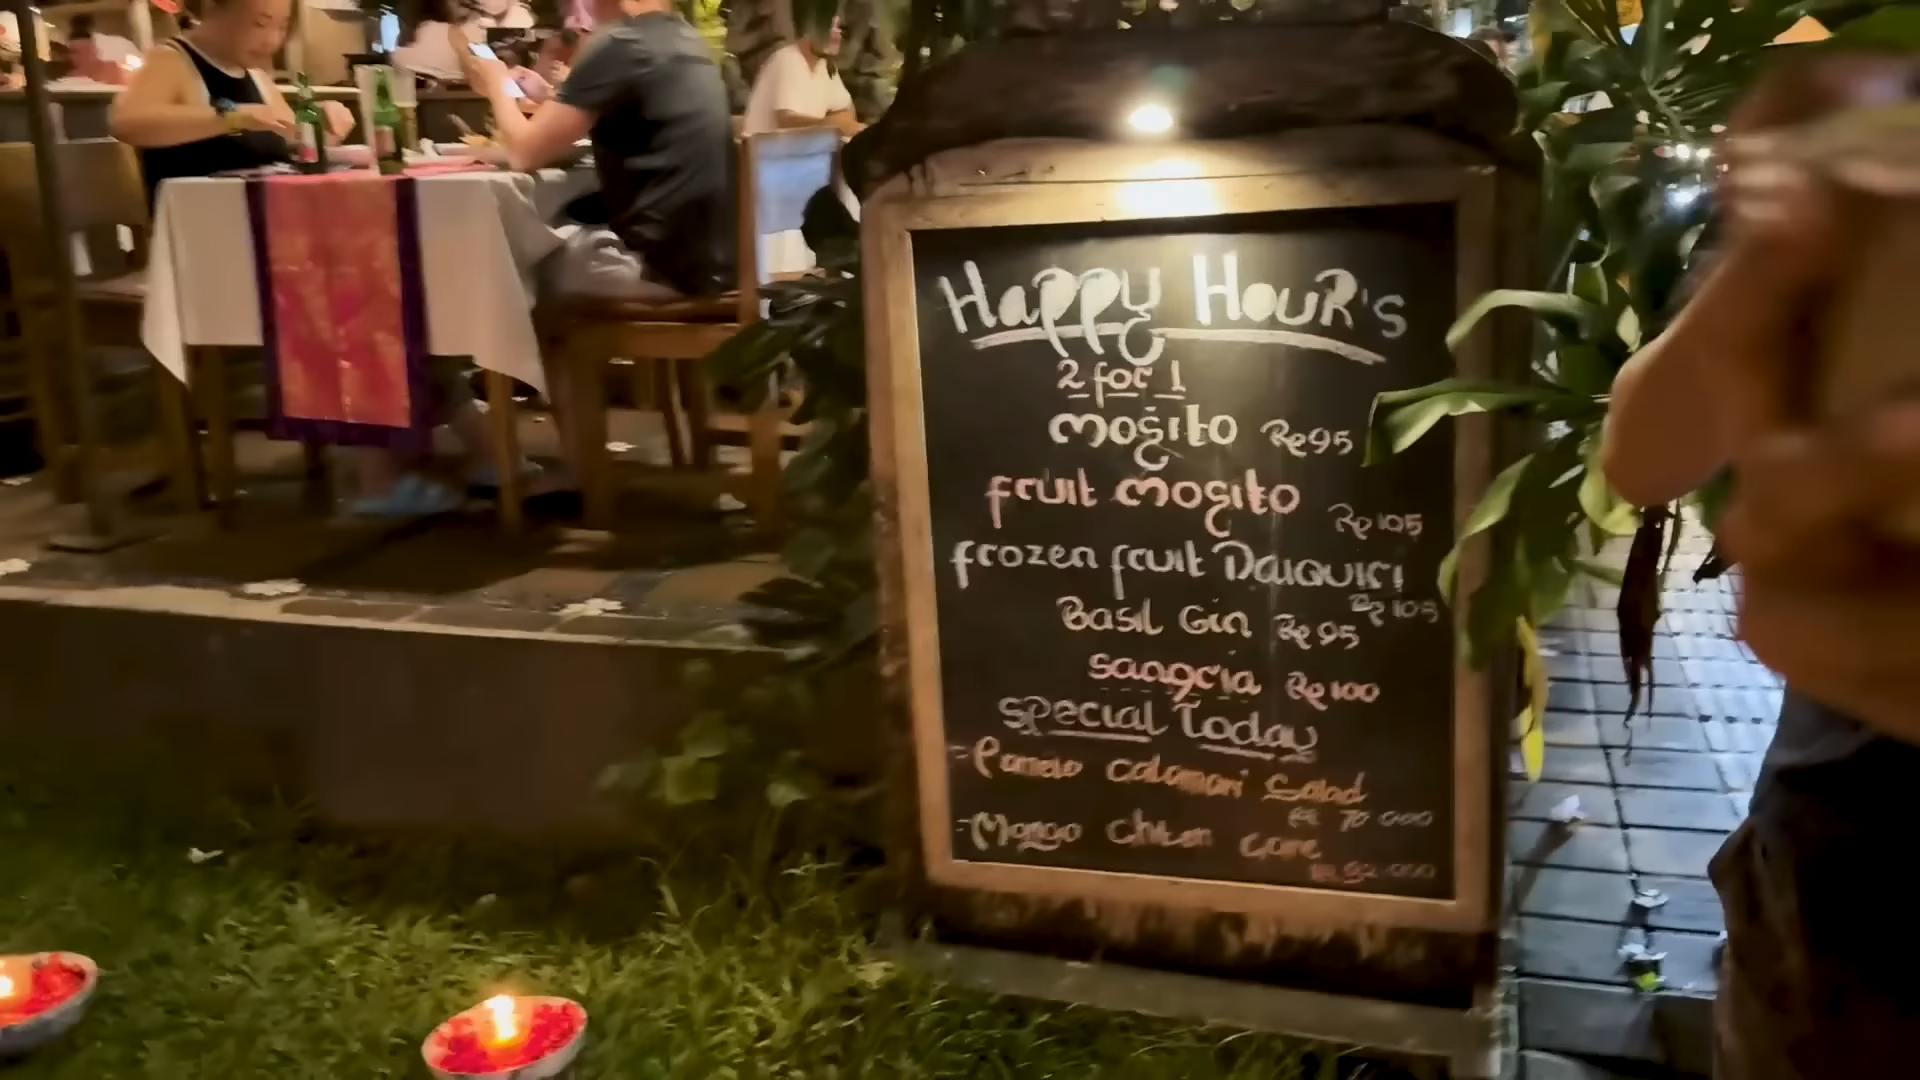 Happy HouR's
2 for 1
mogito Rp95
fruit mogito Rp105
frozen fruit Daiquiri
Rp105
Basil Gin Rp95
sangria Rp100
special Today
- Pomelo calamari Salad
Rp 70.000
- Mango